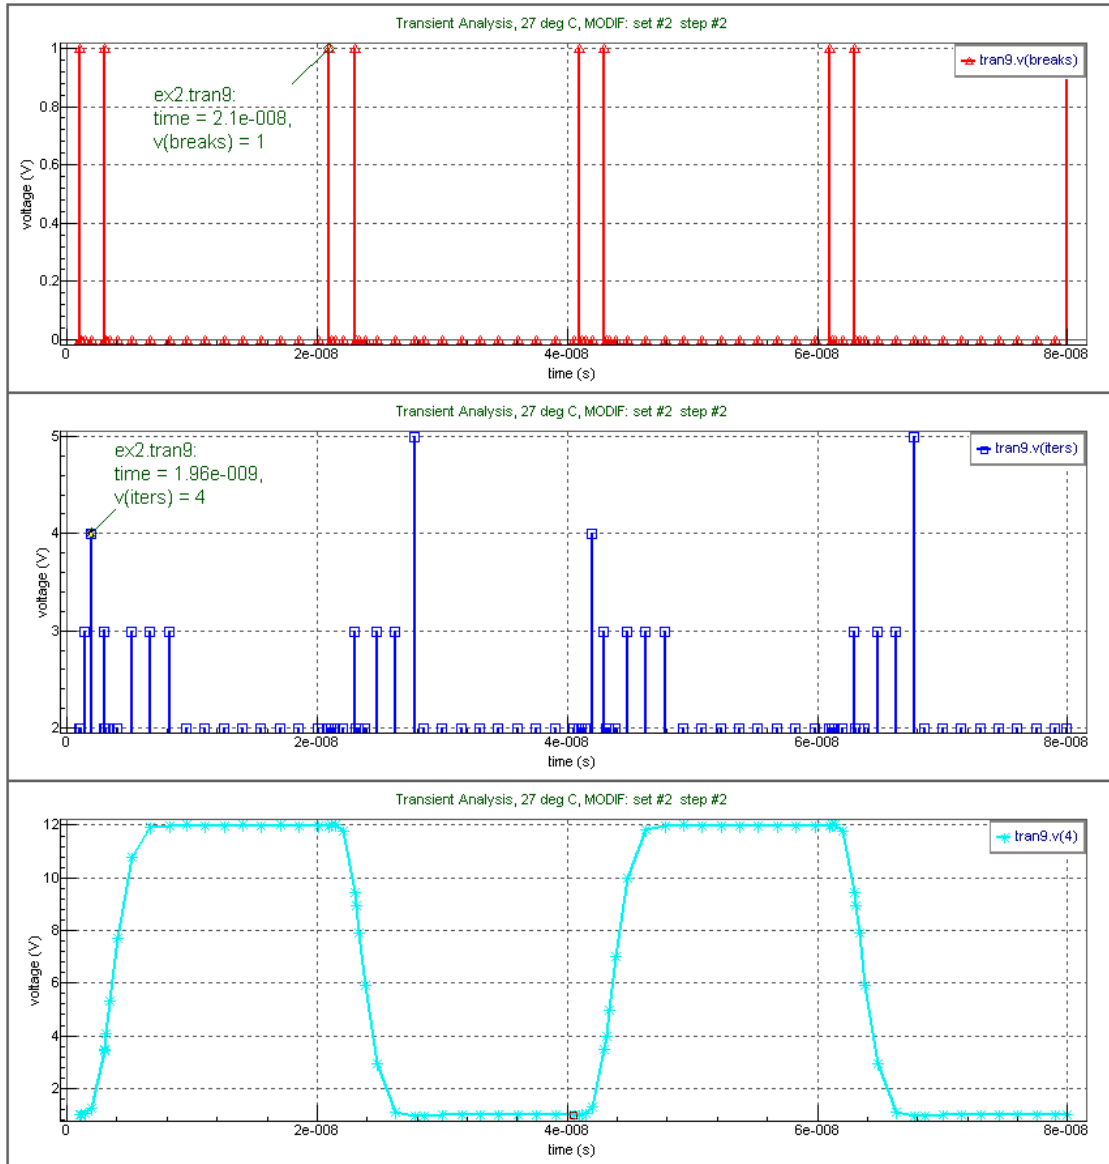 Transient Analysis, 27 deg C, MODIF: set #2 step #2
tran9.v(breaks)
ex2.tran9:
time = 2.1e-008,
v(breaks) = 1
voltage (V)
1
0.8
0.6
0.4
0.2
0
0 2e-008 4e-008 6e-008 8e-008
time (s)
Transient Analysis, 27 deg C, MODIF: set #2 step #2
tran9.v(iters)
ex2.tran9:
time = 1.96e-009,
v(iters) = 4
voltage (V)
5
4
3
2
0 2e-008 4e-008 6e-008 8e-008
time (s)
Transient Analysis, 27 deg C, MODIF: set #2 step #2
tran9.v(4)
voltage (V)
12
10
8
6
4
2
0 2e-008 4e-008 6e-008 8e-008
time (s)